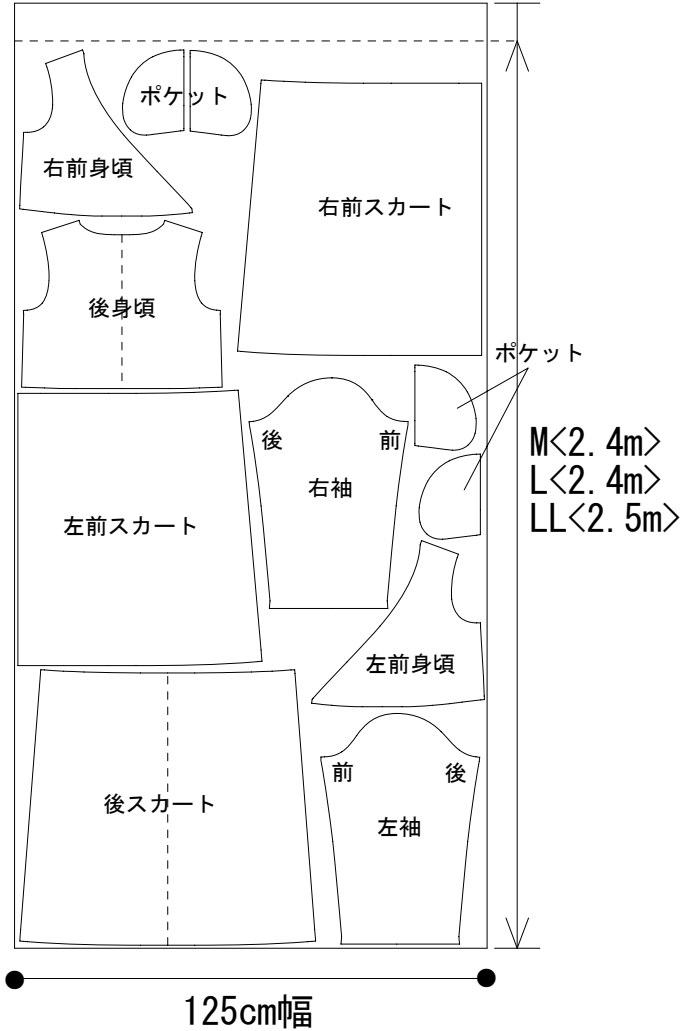 ポケット
右前身頃
右前スカート
後身頃
ポケット
後
前
右袖
M<2.4m>
L<2.4m>
LL<2.5m>
左前スカート
左前身頃
前
後
後スカート
左袖
125cm幅